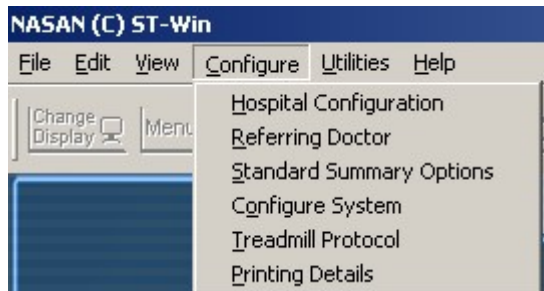 NASAN (C) ST-Win
File Edit View Configure Utilities Help
Change
Display
Menu
Hospital Configuration
Referring Doctor
Standard Summary Options
Configure System
Treadmill Protocol
Printing Details